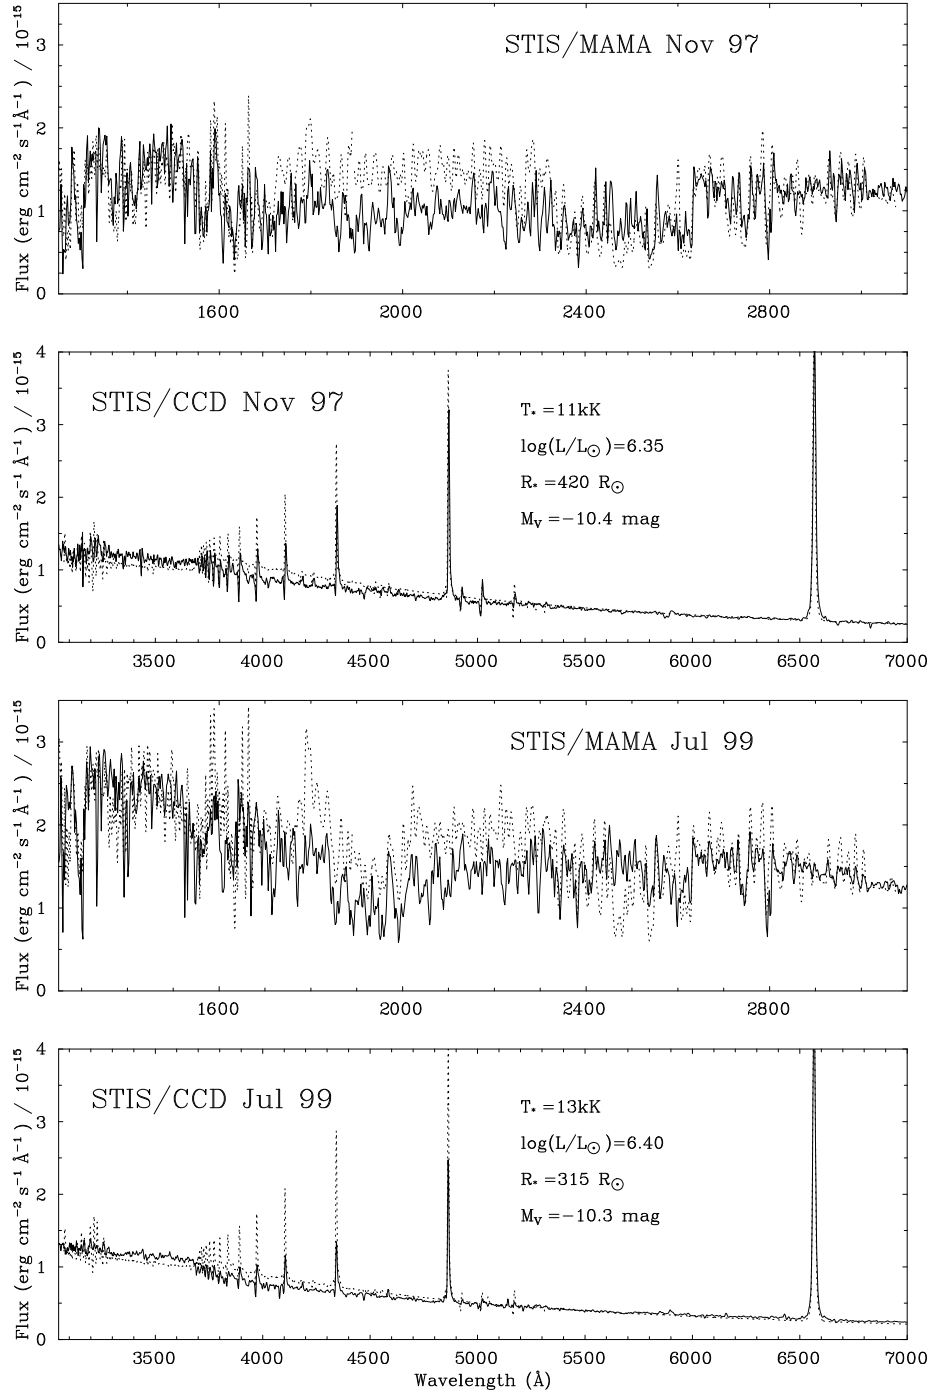 STIS/MAMA Nov 97
Flux (erg cm⁻² s⁻¹ Å⁻¹) / 10⁻¹⁵
3
2
1
0
1600 2000 2400 2800
STIS/CCD Nov 97
Flux (erg cm⁻² s⁻¹ Å⁻¹) / 10⁻¹⁵
4
3
2
1
0
T* =11kK
log(L/L☉)=6.35
R* =420 R☉
MV =−10.4 mag
3500 4000 4500 5000 5500 6000 6500 7000
STIS/MAMA Jul 99
Flux (erg cm⁻² s⁻¹ Å⁻¹) / 10⁻¹⁵
3
2
1
0
1600 2000 2400 2800
STIS/CCD Jul 99
Flux (erg cm⁻² s⁻¹ Å⁻¹) / 10⁻¹⁵
4
3
2
1
0
T* =13kK
log(L/L☉)=6.40
R* =315 R☉
MV =−10.3 mag
3500 4000 4500 5000 5500 6000 6500 7000
Wavelength (Å)